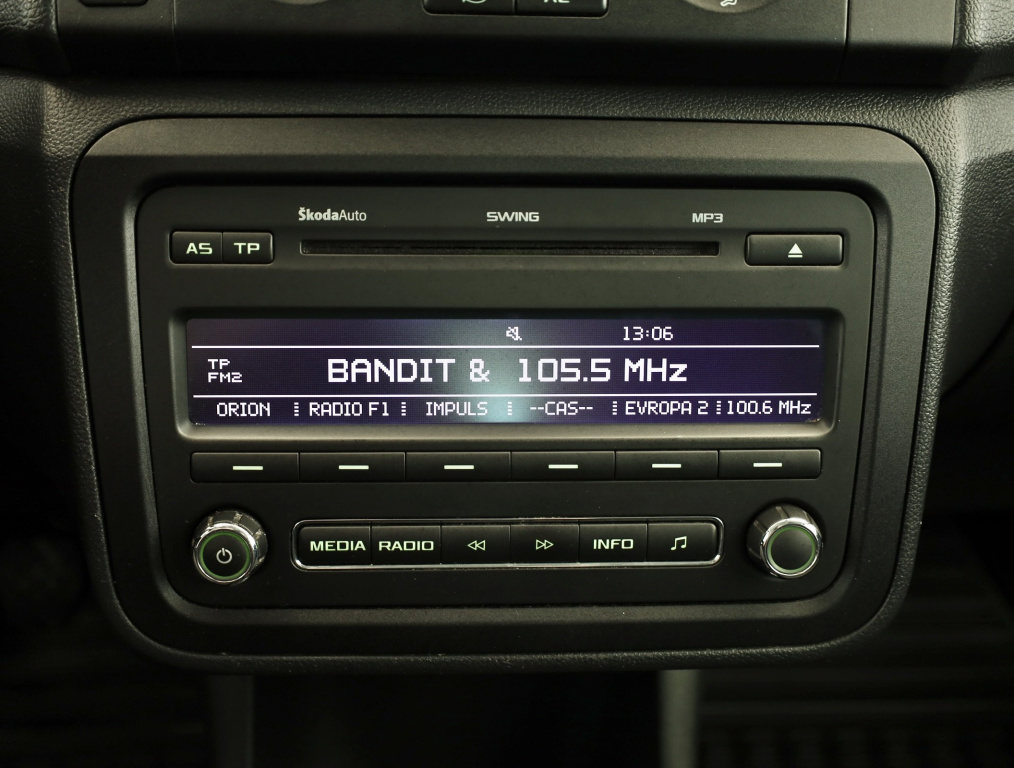 ŠkodaAuto SWING MP3
AS TP
13:06
TP
FM2
BANDIT & 105.5 MHz
ORION RADIO F1 IMPULS --CAS-- EVROPA 2 100.6 MHz
MEDIA RADIO INFO